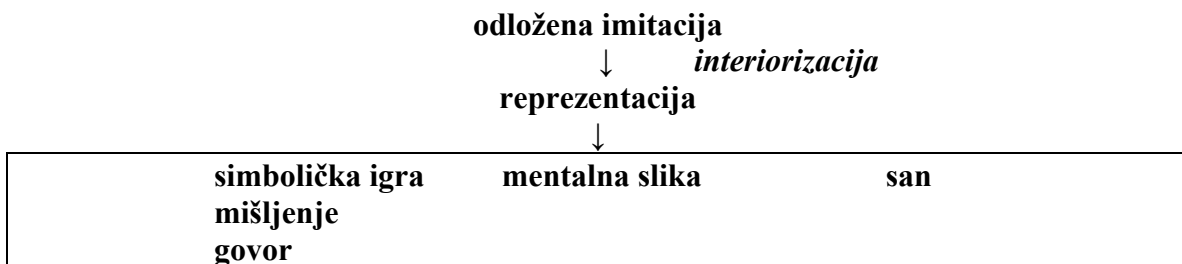 odložena imitacija
↓ interiorizacija
reprezentacija
↓
simbolička igra mentalna slika san
mišljenje
govor